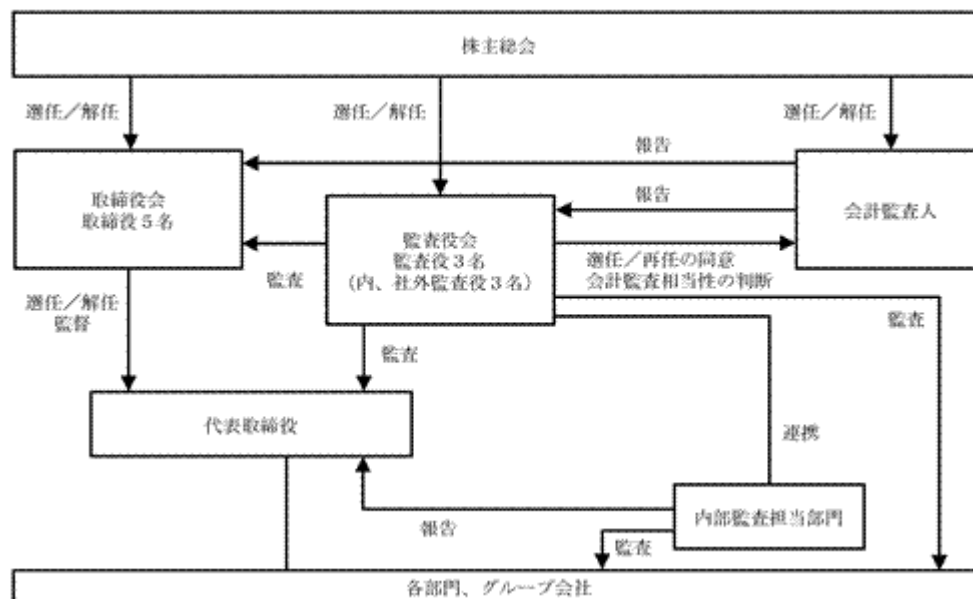 株主総会
選任／解任
選任／解任
選任／解任
報告
取締役会
取締役５名
報告
会計監査人
監査役会
監査役３名
（内、社外監査役３名）
監査
選任／再任の同意
会計監査相当性の判断
選任／解任
監督
監査
監査
代表取締役
連携
報告
内部監査担当部門
監査
各部門、グループ会社